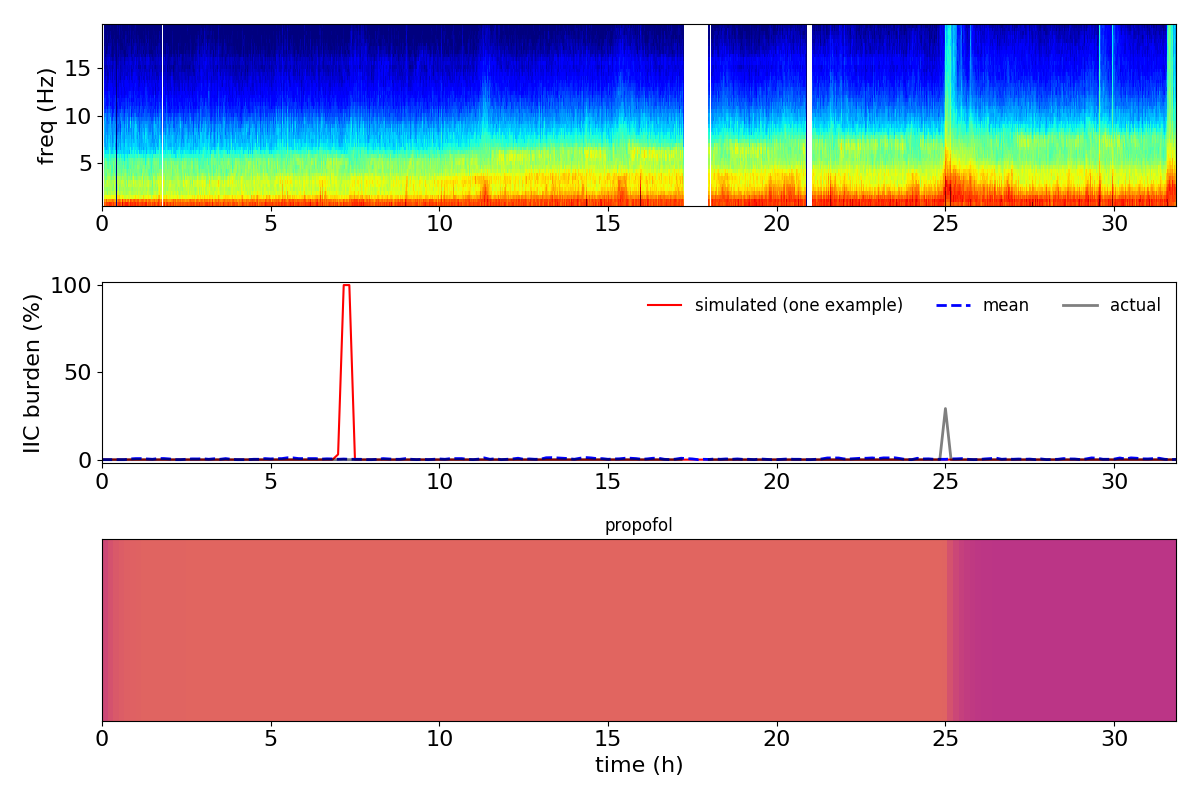 freq (Hz)
15
10
5
0 5 10 15 20 25 30
IIC burden (%)
100
50
0
simulated (one example) mean actual
0 5 10 15 20 25 30
propofol
0 5 10 15 20 25 30
time (h)